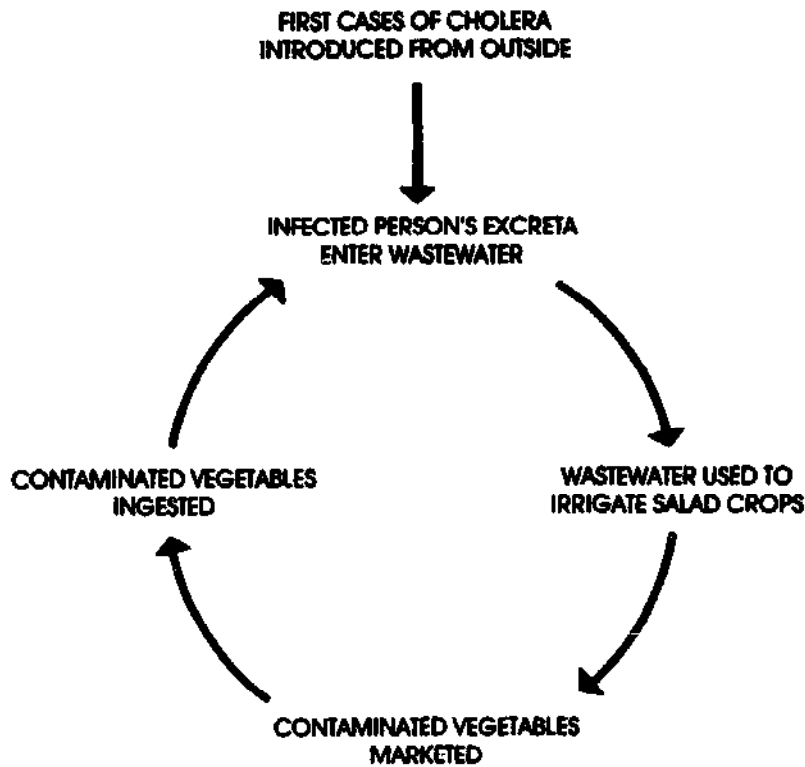 FIRST CASES OF CHOLERA
INTRODUCED FROM OUTSIDE
INFECTED PERSON'S EXCRETA
ENTER WASTEWATER
WASTEWATER USED TO
IRRIGATE SALAD CROPS
CONTAMINATED VEGETABLES
MARKETED
CONTAMINATED VEGETABLES
INGESTED